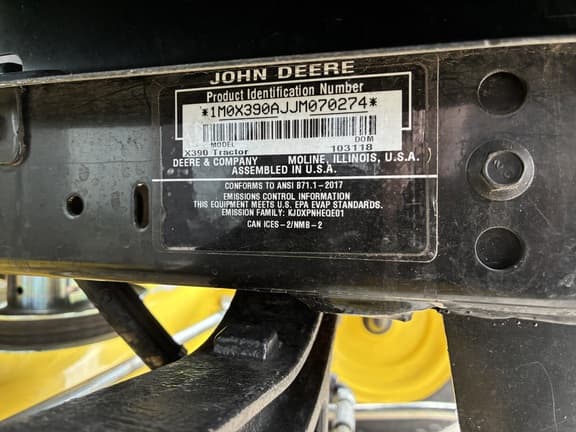 JOHN DEERE
Product Identification Number
*1M0X390AJJM070274*
MODEL DOM
X390 Tractor 103118
DEERE & COMPANY MOLINE, ILLINOIS, U.S.A.
ASSEMBLED IN U.S.A.
CONFORMS TO ANSI B71.1-2017
EMISSIONS CONTROL INFORMATION
THIS EQUIPMENT MEETS U.S. EPA EVAP STANDARDS.
EMISSION FAMILY: KJDXPNHEQE01
CAN ICES-2/NMB-2